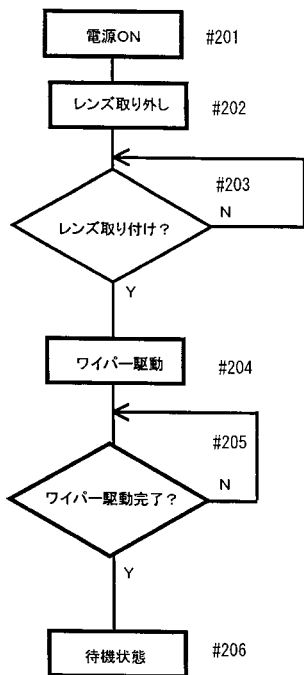 電源ON
#201
レンズ取り外し
#202
#203
N
レンズ取り付け？
Y
ワイパー駆動
#204
#205
N
ワイパー駆動完了？
Y
待機状態
#206